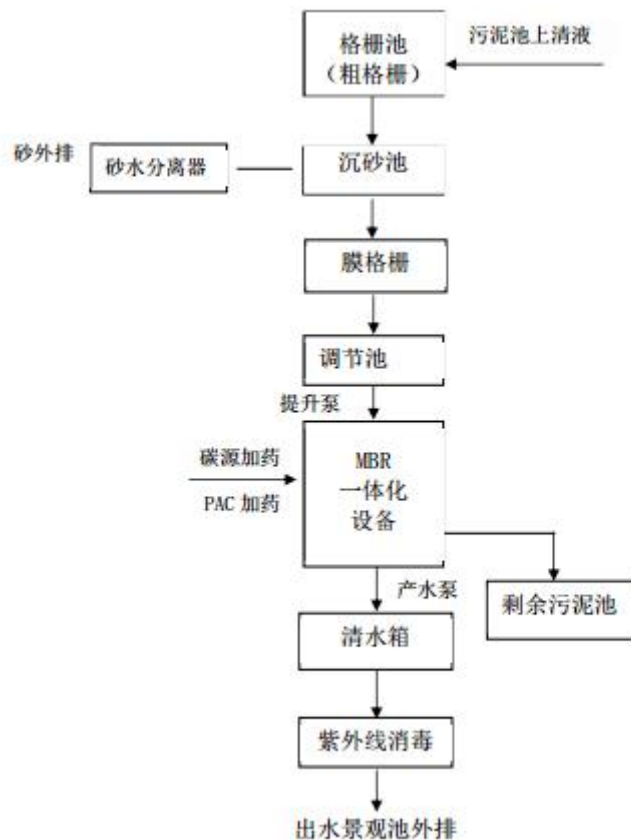 格栅池
（粗格栅）
污泥池上清液
砂外排
砂水分离器
沉砂池
膜格栅
调节池
提升泵
碳源加药
PAC 加药
MBR
一体化
设备
产水泵
剩余污泥池
清水箱
紫外线消毒
出水景观池外排